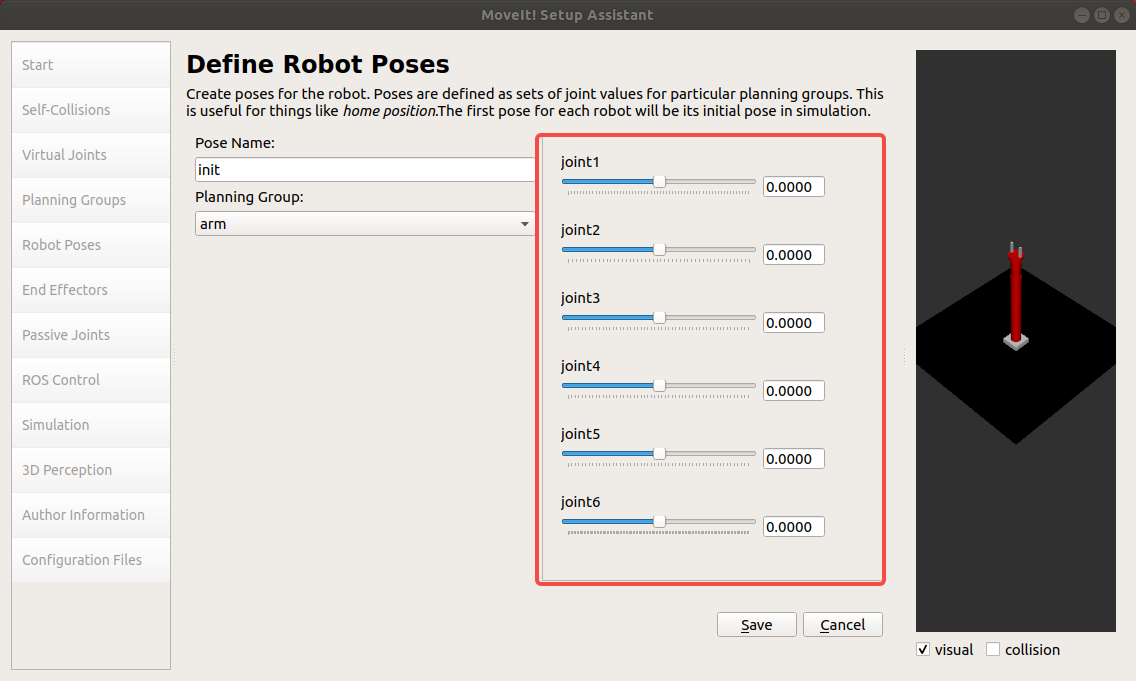 MoveIt! Setup Assistant
Start
Self-Collisions
Virtual Joints
Planning Groups
Robot Poses
End Effectors
Passive Joints
ROS Control
Simulation
3D Perception
Author Information
Configuration Files
Define Robot Poses
Create poses for the robot. Poses are defined as sets of joint values for particular planning groups. This
is useful for things like home position.The first pose for each robot will be its initial pose in simulation.
Pose Name:
init
Planning Group:
arm
joint1
0.0000
joint2
0.0000
joint3
0.0000
joint4
0.0000
joint5
0.0000
joint6
0.0000
Save
Cancel
visual
collision